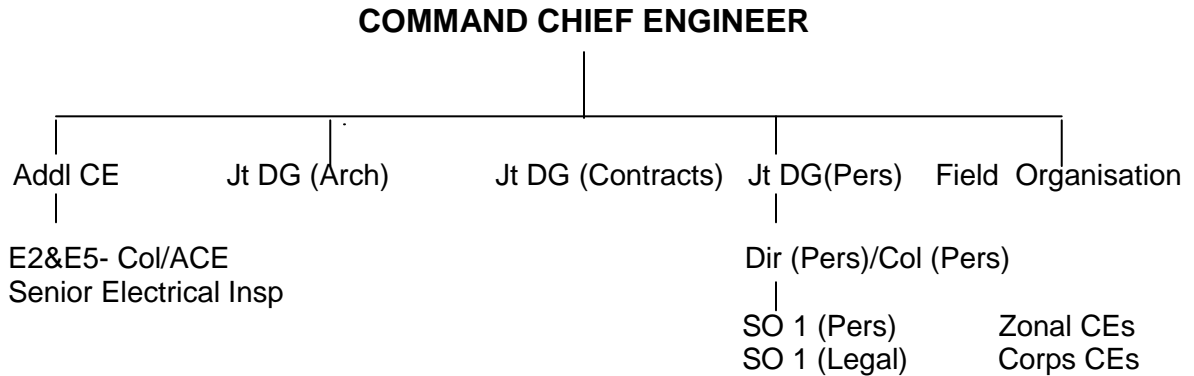 COMMAND CHIEF ENGINEER
Addl CE Jt DG (Arch) Jt DG (Contracts) Jt DG(Pers) Field Organisation
E2&E5- Col/ACE Dir (Pers)/Col (Pers)
Senior Electrical Insp
SO 1 (Pers) Zonal CEs
SO 1 (Legal) Corps CEs